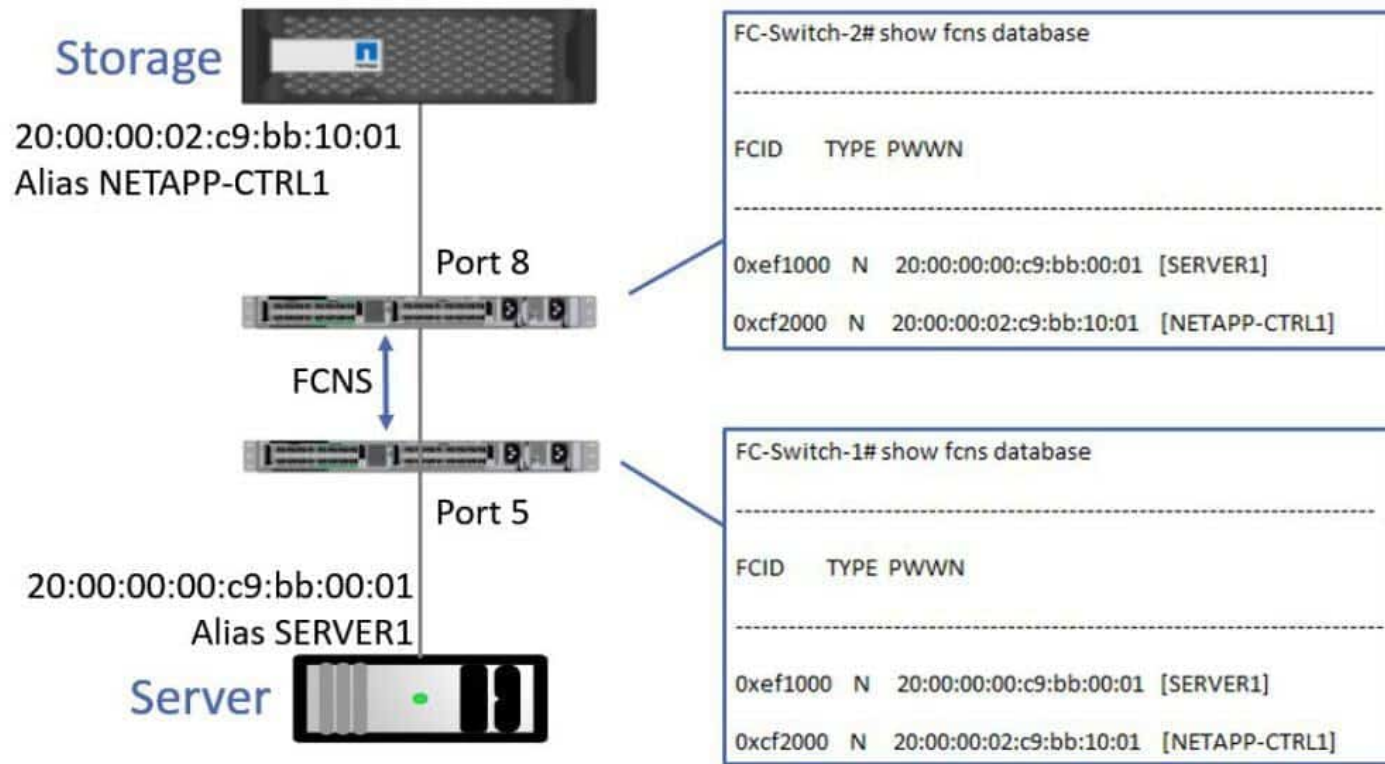 Storage
20:00:00:02:c9:bb:10:01
Alias NETAPP-CTRL1
Port 8
FCNS
Port 5
20:00:00:00:c9:bb:00:01
Alias SERVER1
Server
FC-Switch-2# show fcns database
--------------------------------------------------------------------------------
FCID TYPE PWWN
--------------------------------------------------------------------------------
0xef1000 N 20:00:00:00:c9:bb:00:01 [SERVER1]
0xcf2000 N 20:00:00:02:c9:bb:10:01 [NETAPP-CTRL1]
FC-Switch-1# show fcns database
--------------------------------------------------------------------------------
FCID TYPE PWWN
--------------------------------------------------------------------------------
0xef1000 N 20:00:00:00:c9:bb:00:01 [SERVER1]
0xcf2000 N 20:00:00:02:c9:bb:10:01 [NETAPP-CTRL1]